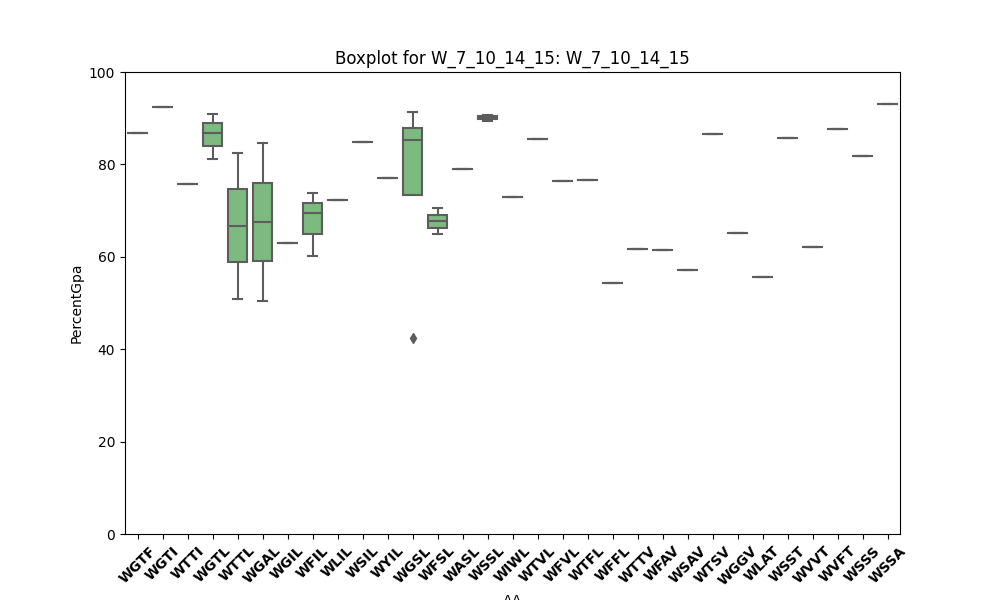 Boxplot for W_7_10_14_15: W_7_10_14_15
PercentGpa
100
80
60
40
20
0
WGTF
WGTI
WTTI
WGTL
WTTL
WGAL
WGIL
WFIL
WLIL
WSIL
WYIL
WGSL
WFSL
WASL
WSSL
WIWL
WTVL
WFVL
WTFL
WFFL
WTTV
WFAV
WSAV
WTSV
WGGV
WLAT
WSST
WVVT
WVFT
WSSS
WSSA
AA